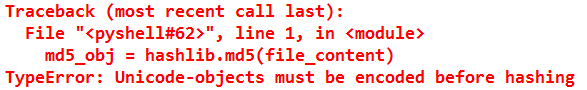 Traceback (most recent call last):
  File "<pyshell#62>", line 1, in <module>
    md5_obj = hashlib.md5(file_content)
TypeError: Unicode-objects must be encoded before hashing